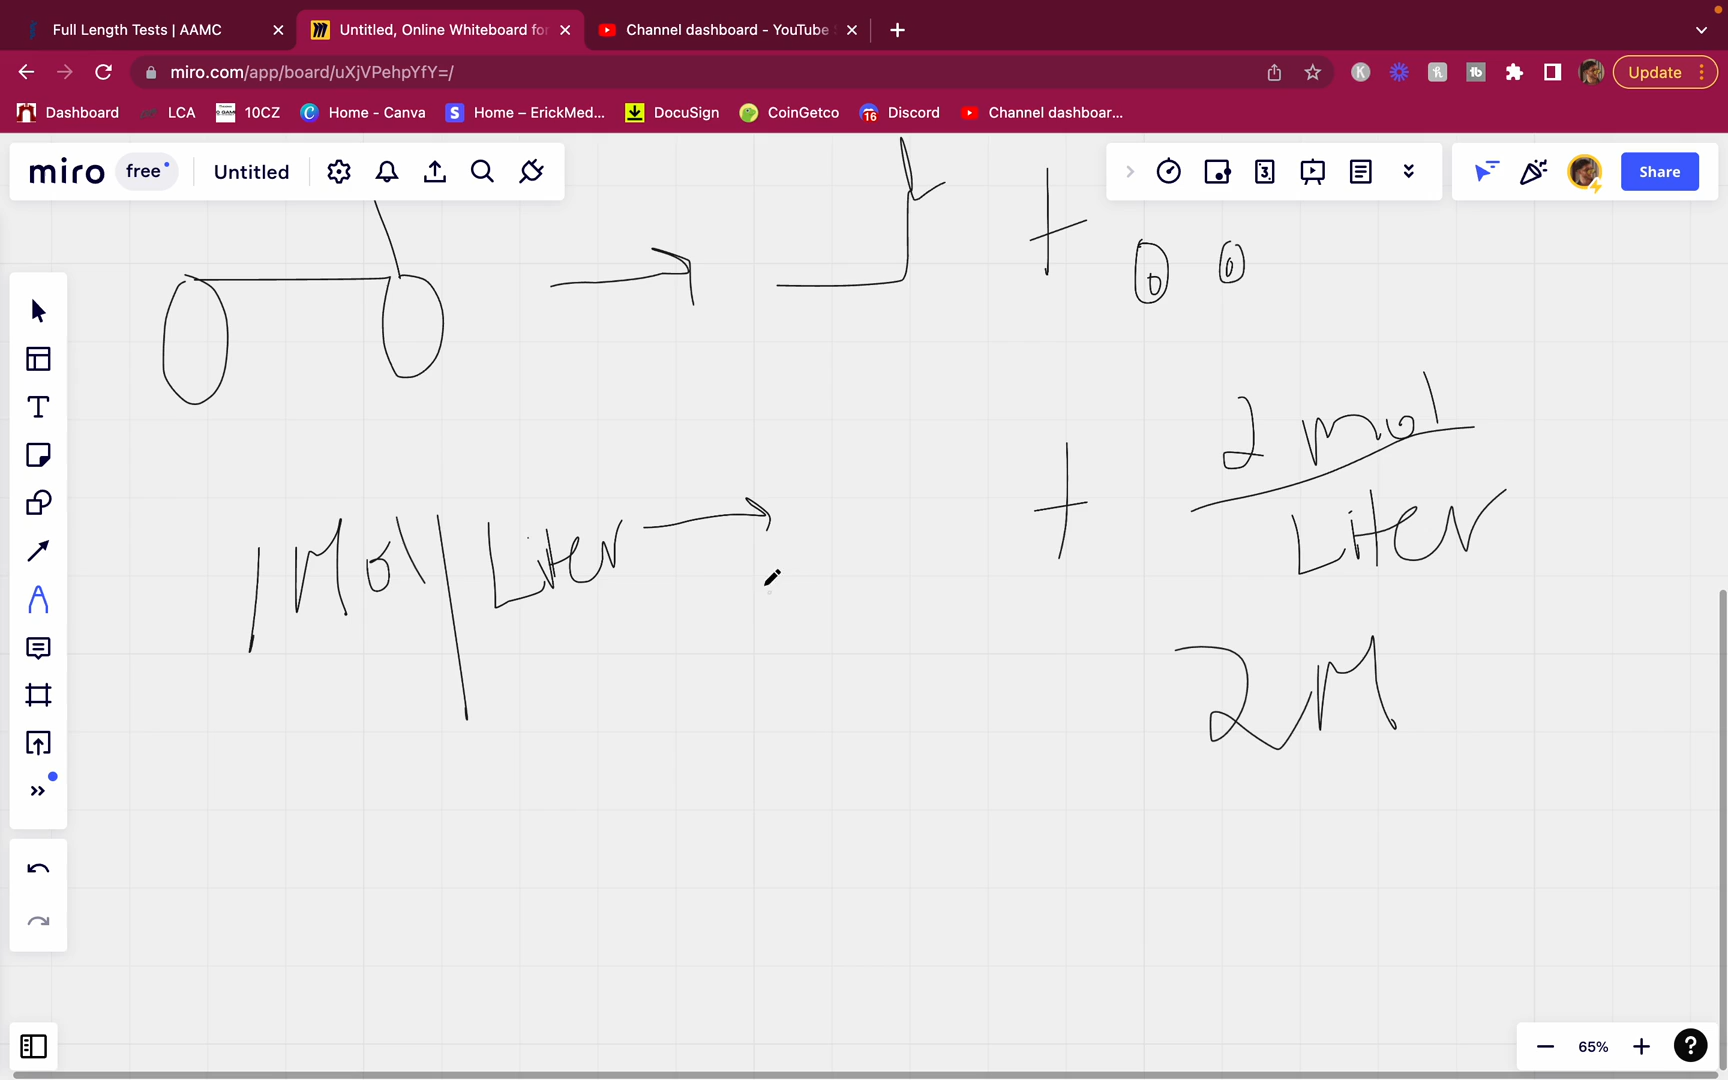 Full Length Tests | AAMC
Untitled, Online Whiteboard for
Channel dashboard - YouTube S
miro.com/app/board/uXjVPehpYfY=/
Update
Dashboard
LCA
10CZ
Home - Canva
Home – ErickMed...
DocuSign
CoinGetco
16
Discord
Channel dashboar...
miro
free
Untitled
3
Share
+
+
2 mol
Liter
1 Mol/Liter
2M
65%
?